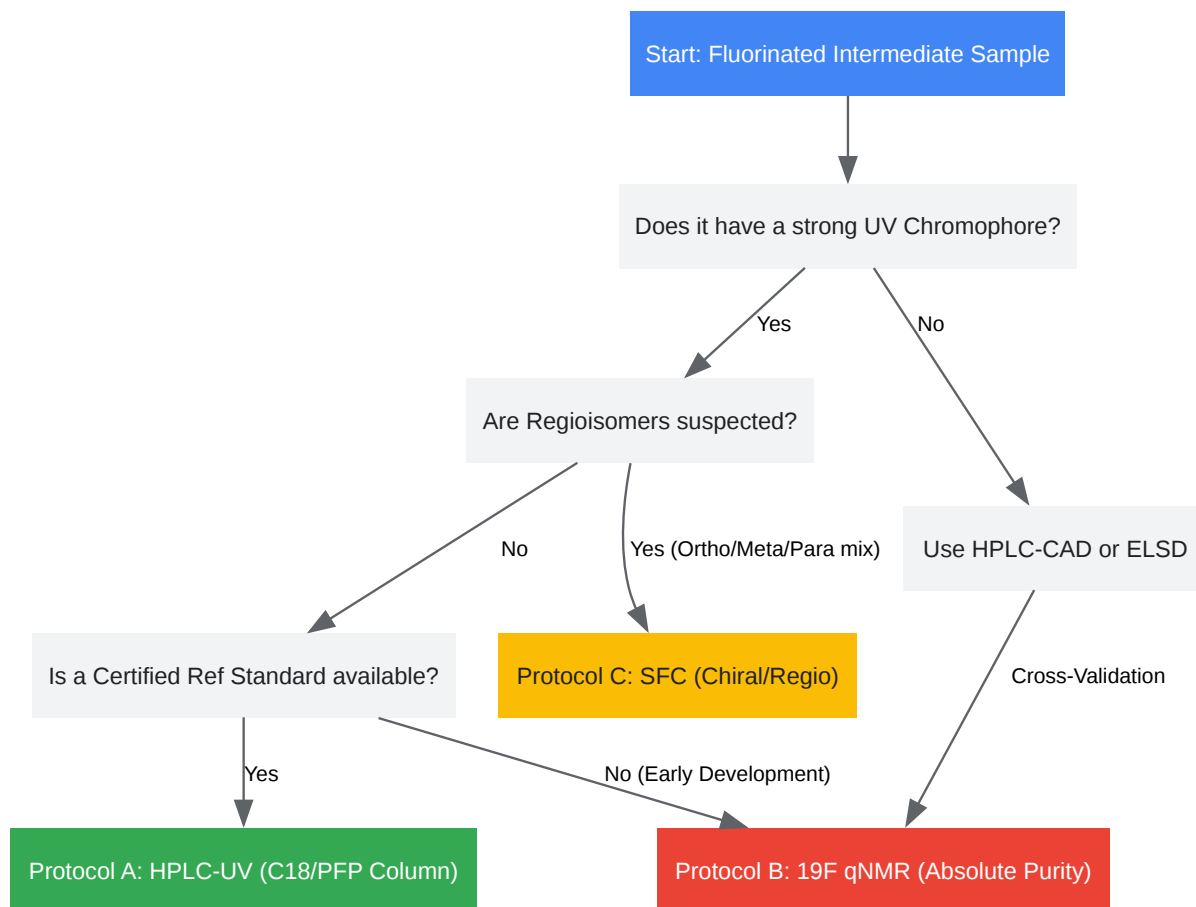 Start: Fluorinated Intermediate Sample
Does it have a strong UV Chromophore?
Yes
No
Are Regioisomers suspected?
No
Yes (Ortho/Meta/Para mix)
Use HPLC-CAD or ELSD
Is a Certified Ref Standard available?
Protocol C: SFC (Chiral/Regio)
Cross-Validation
Yes
No (Early Development)
Protocol A: HPLC-UV (C18/PFP Column)
Protocol B: 19F qNMR (Absolute Purity)